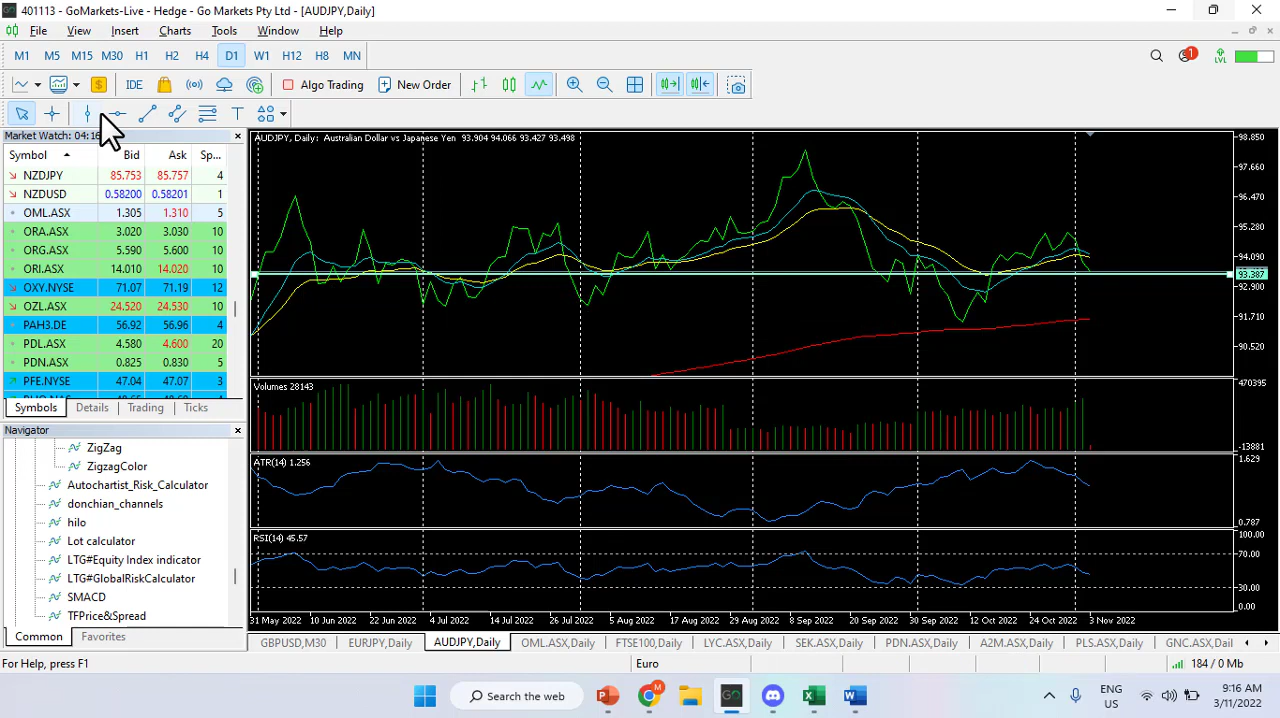 401113 - GoMarkets-Live - Hedge - Go Markets Pty Ltd - [AUDJPY,Daily]
File View Insert Charts Tools Window Help
M1 M5 M15 M30 H1 H2 H4 D1 W1 H12 H8 MN
1 LVL
IDE Algo Trading New Order
Market Watch: 04:16
Symbol Bid Ask Sp...
NZDJPY 85.753 85.757 4
NZDUSD 0.58200 0.58201 1
OML.ASX 1.305 1.310 5
ORA.ASX 3.020 3.030 10
ORG.ASX 5.590 5.600 10
ORI.ASX 14.010 14.020 10
OXY.NYSE 71.07 71.19 12
OZL.ASX 24.520 24.530 10
PAH3.DE 56.92 56.96 4
PDL.ASX 4.580 4.600 20
PDN.ASX 0.825 0.830 5
PFE.NYSE 47.04 47.07 3
Symbols Details Trading Ticks
Navigator
ZigZag
ZigzagColor
Autochartist_Risk_Calculator
donchian_channels
hilo
Lot calculator
LTG#Equity Index indicator
LTG#GlobalRiskCalculator
SMACD
TFPrice&Spread
Common Favorites
AUDJPY, Daily: Australian Dollar vs Japanese Yen 93.904 94.066 93.427 93.498
98.850
97.660
96.470
95.280
94.090
93.387
92.900
91.710
90.520
Volumes 28143
470395
-13881
ATR(14) 1.256
1.629
0.787
RSI(14) 45.57
100.00
70.00
30.00
0.00
31 May 2022 10 Jun 2022 22 Jun 2022 4 Jul 2022 14 Jul 2022 26 Jul 2022 5 Aug 2022 17 Aug 2022 29 Aug 2022 8 Sep 2022 20 Sep 2022 30 Sep 2022 12 Oct 2022 24 Oct 2022 3 Nov 2022
GBPUSD,M30 EURJPY,Daily AUDJPY,Daily OML.ASX,Daily FTSE100,Daily LYC.ASX,Daily SEK.ASX,Daily PDN.ASX,Daily A2M.ASX,Daily PLS.ASX,Daily GNC.ASX,Dail
For Help, press F1 Euro 184 / 0 Mb
Search the web
ENG
US
9:16 AM
3/11/2022